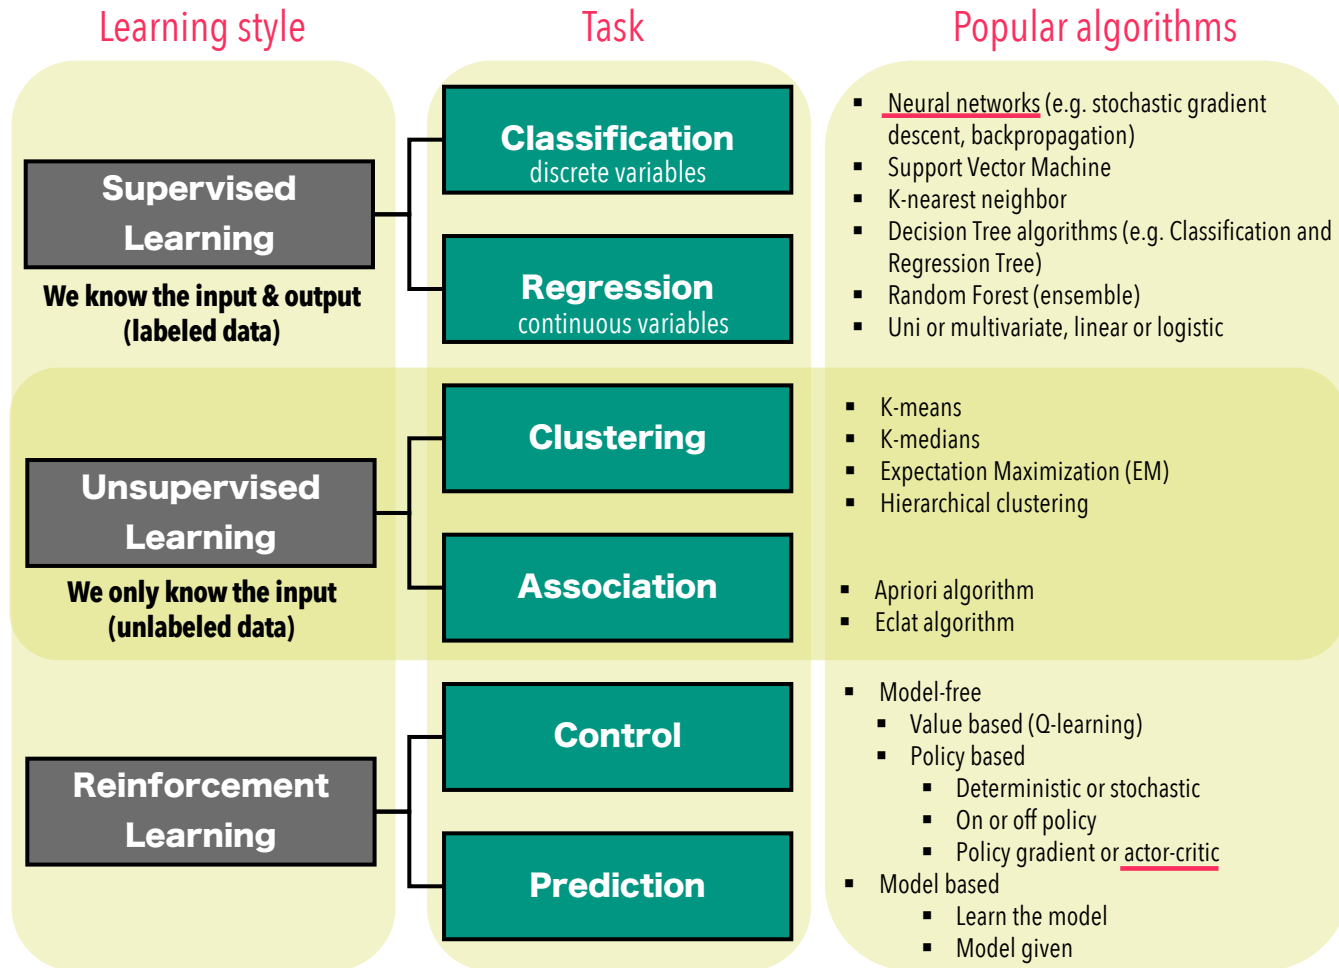 Learning style
Task
Popular algorithms
Supervised
Learning
We know the input & output
(labeled data)
Classification
discrete variables
Regression
continuous variables
▪ Neural networks (e.g. stochastic gradient
descent, backpropagation)
▪ Support Vector Machine
▪ K-nearest neighbor
▪ Decision Tree algorithms (e.g. Classification and
Regression Tree)
▪ Random Forest (ensemble)
▪ Uni or multivariate, linear or logistic
Unsupervised
Learning
We only know the input
(unlabeled data)
Clustering
Association
▪ K-means
▪ K-medians
▪ Expectation Maximization (EM)
▪ Hierarchical clustering
▪ Apriori algorithm
▪ Eclat algorithm
Reinforcement
Learning
Control
Prediction
▪ Model-free
▪ Value based (Q-learning)
▪ Policy based
▪ Deterministic or stochastic
▪ On or off policy
▪ Policy gradient or actor-critic
▪ Model based
▪ Learn the model
▪ Model given